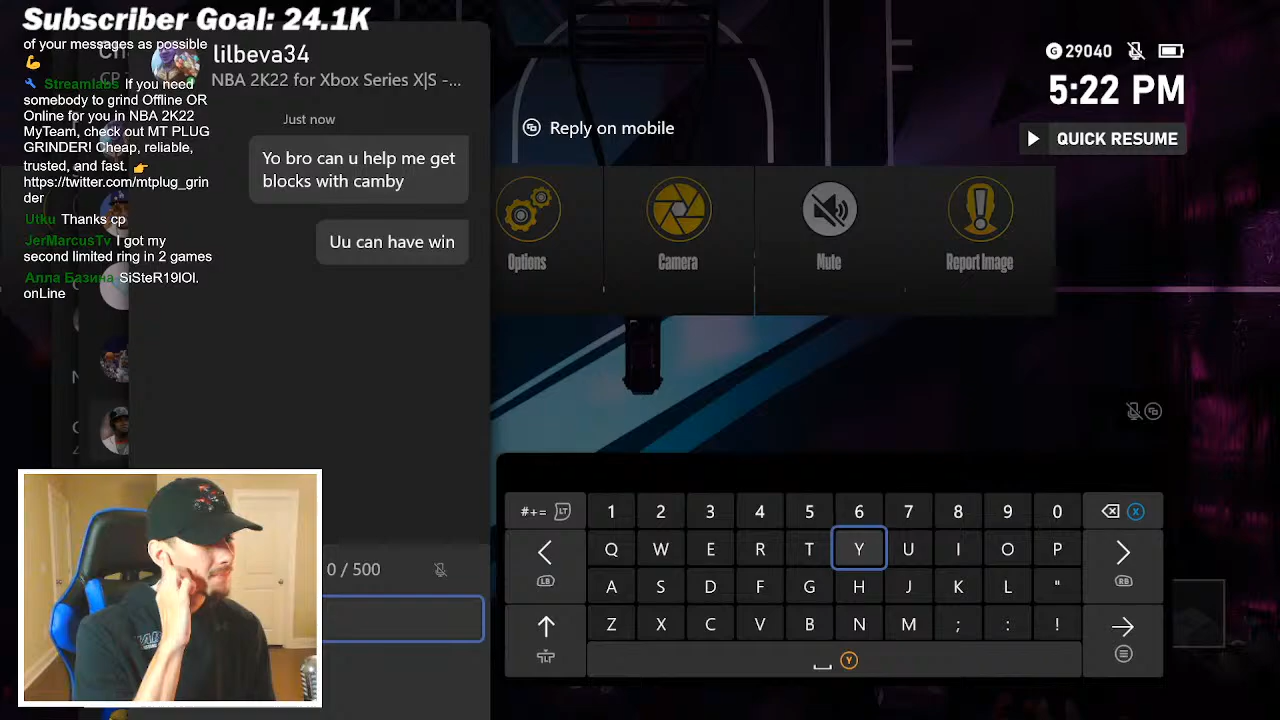 Subscriber Goal: 24.1K
of your messages as possible
💪
Streamlabs If you need
somebody to grind Offline OR
Online for you in NBA 2K22
MyTeam, check out MT PLUG
GRINDER! Cheap, reliable,
trusted, and fast. 👉
https://twitter.com/mtplug_grin
der
Utku Thanks cp
JerMarcusTv I got my
second limited ring in 2 games
Алла Базина SiSteR19lOl.
onLine
lilbeva34
NBA 2K22 for Xbox Series X|S -...
Just now
Yo bro can u help me get
blocks with camby
Uu can have win
0 / 500
Reply on mobile
G 29040
5:22 PM
QUICK RESUME
Options
Camera
Mute
Report Image
#+= LT 1 2 3 4 5 6 7 8 9 0 X
LB Q W E R T Y U I O P RB
A S D F G H J K L "
Z X C V B N M ; : !
LT Y